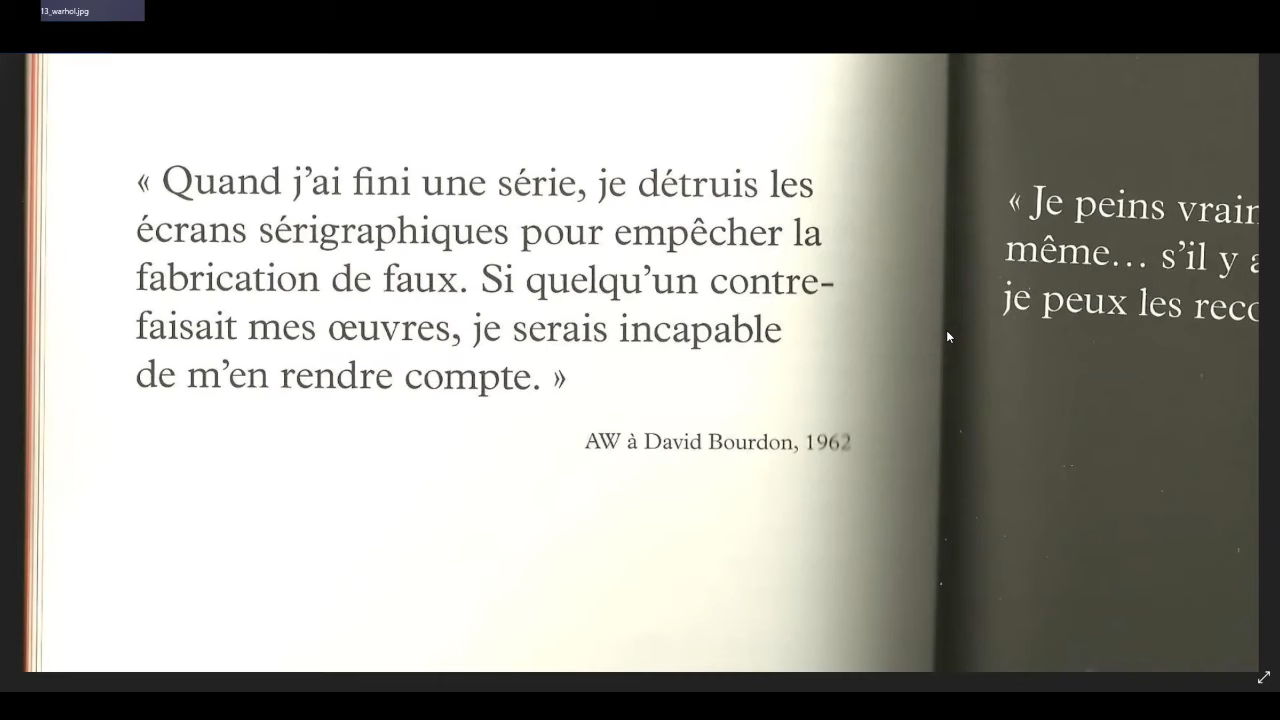 13_warhol.jpg
« Quand j’ai fini une série, je détruis les
écrans sérigraphiques pour empêcher la
fabrication de faux. Si quelqu’un contre-
faisait mes œuvres, je serais incapable
de m’en rendre compte. »
AW à David Bourdon, 1962
« Je peins
même… s’il y
je peux les